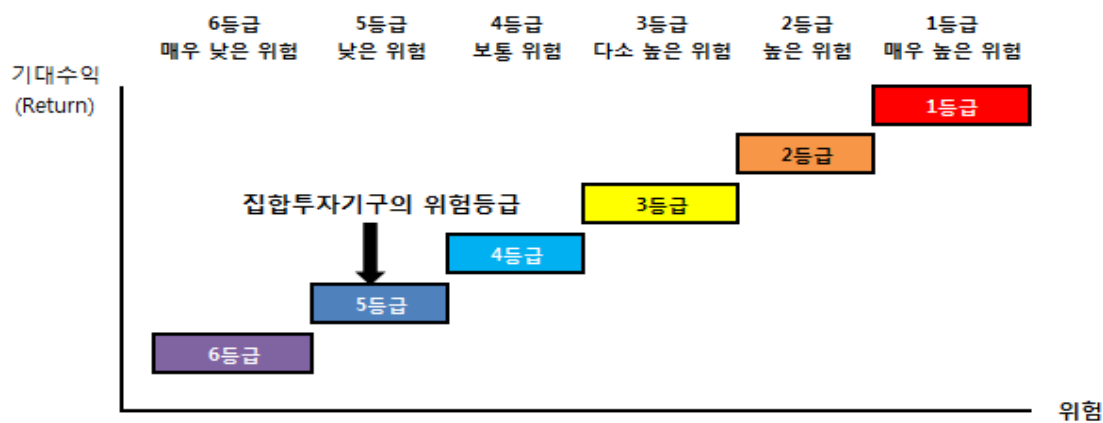 6등급 5등급 4등급 3등급 2등급 1등급
매우 낮은 위험 낮은 위험 보통 위험 다소 높은 위험 높은 위험 매우 높은 위험
기대수익
(Return)
1등급
2등급
집합투자기구의 위험등급
3등급
4등급
5등급
6등급
위험